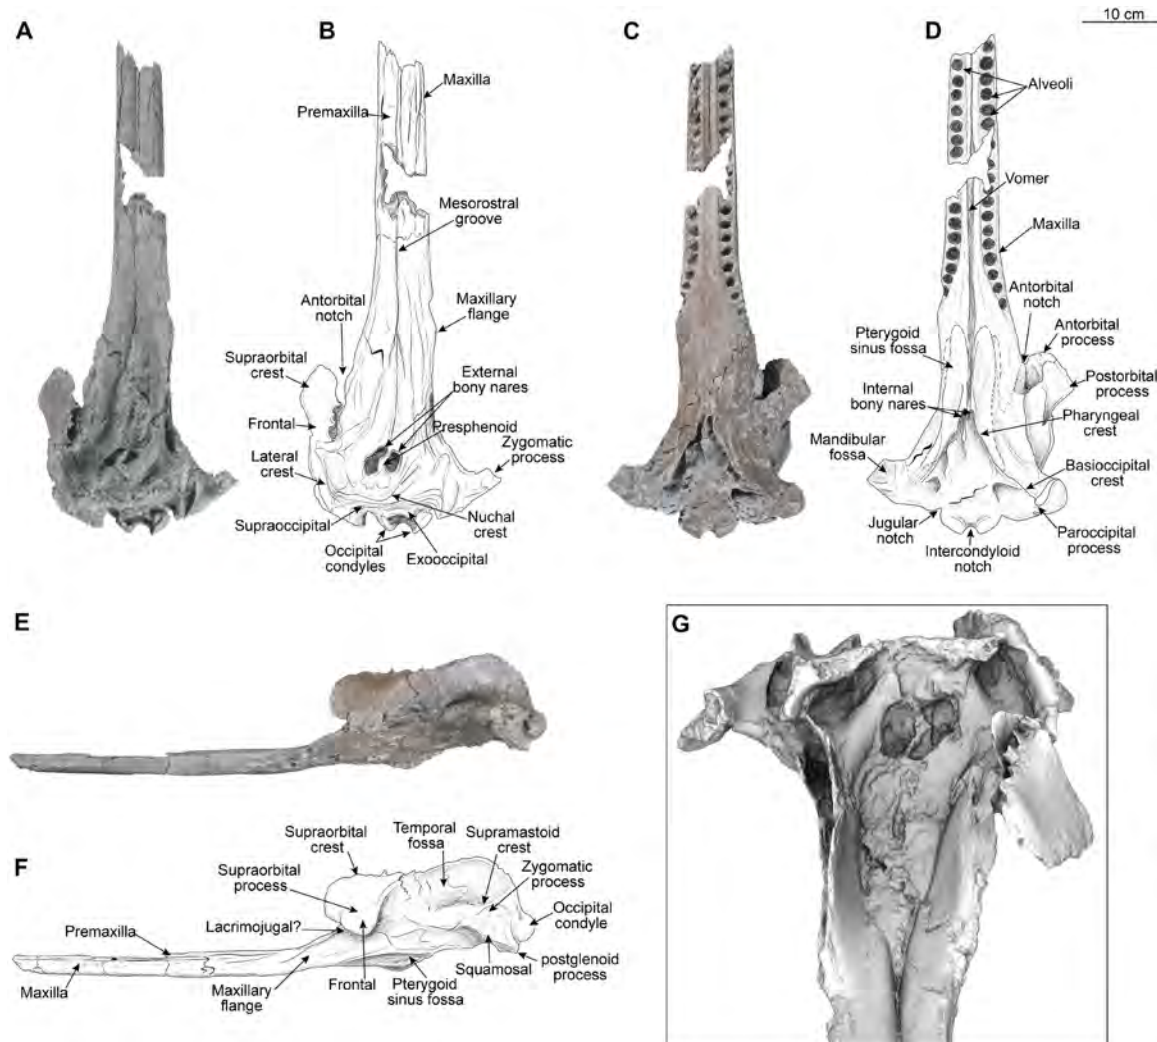 10 cm
A
B
C
D
Maxilla
Premaxilla
Mesorostral
groove
Antorbital
notch
Maxillary
flange
Supraorbital
crest
External
bony nares
Frontal
Presphenoid
Zygomatic
process
Lateral
crest
Supraoccipital
Nuchal
crest
Occipital
condyles
Exooccipital
Alveoli
Vomer
Maxilla
Antorbital
notch
Antorbital
process
Pterygoid
sinus fossa
Postorbital
process
Internal
bony nares
Pharyngeal
crest
Mandibular
fossa
Basioccipital
crest
Jugular
notch
Intercondyloid
notch
Paroccipital
process
E
G
F
Supraorbital
crest
Temporal
fossa
Supramastoid
crest
Supraorbital
process
Zygomatic
process
Lacrimojugal?
Occipital
condyle
Premaxilla
Maxilla
Maxillary
flange
Frontal
Pterygoid
sinus fossa
Squamosal
postglenoid
process